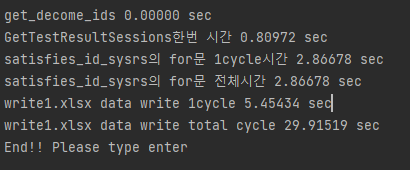 get_decome_ids 0.00000 sec
GetTestResultSessions한번 시간 0.80972 sec
satisfies_id_sysrs의 for문 1cycle시간 2.86678 sec
satisfies_id_sysrs의 for문 전체시간 2.86678 sec
write1.xlsx data write 1cycle 5.45434 sec
write1.xlsx data write total cycle 29.91519 sec
End!! Please type enter